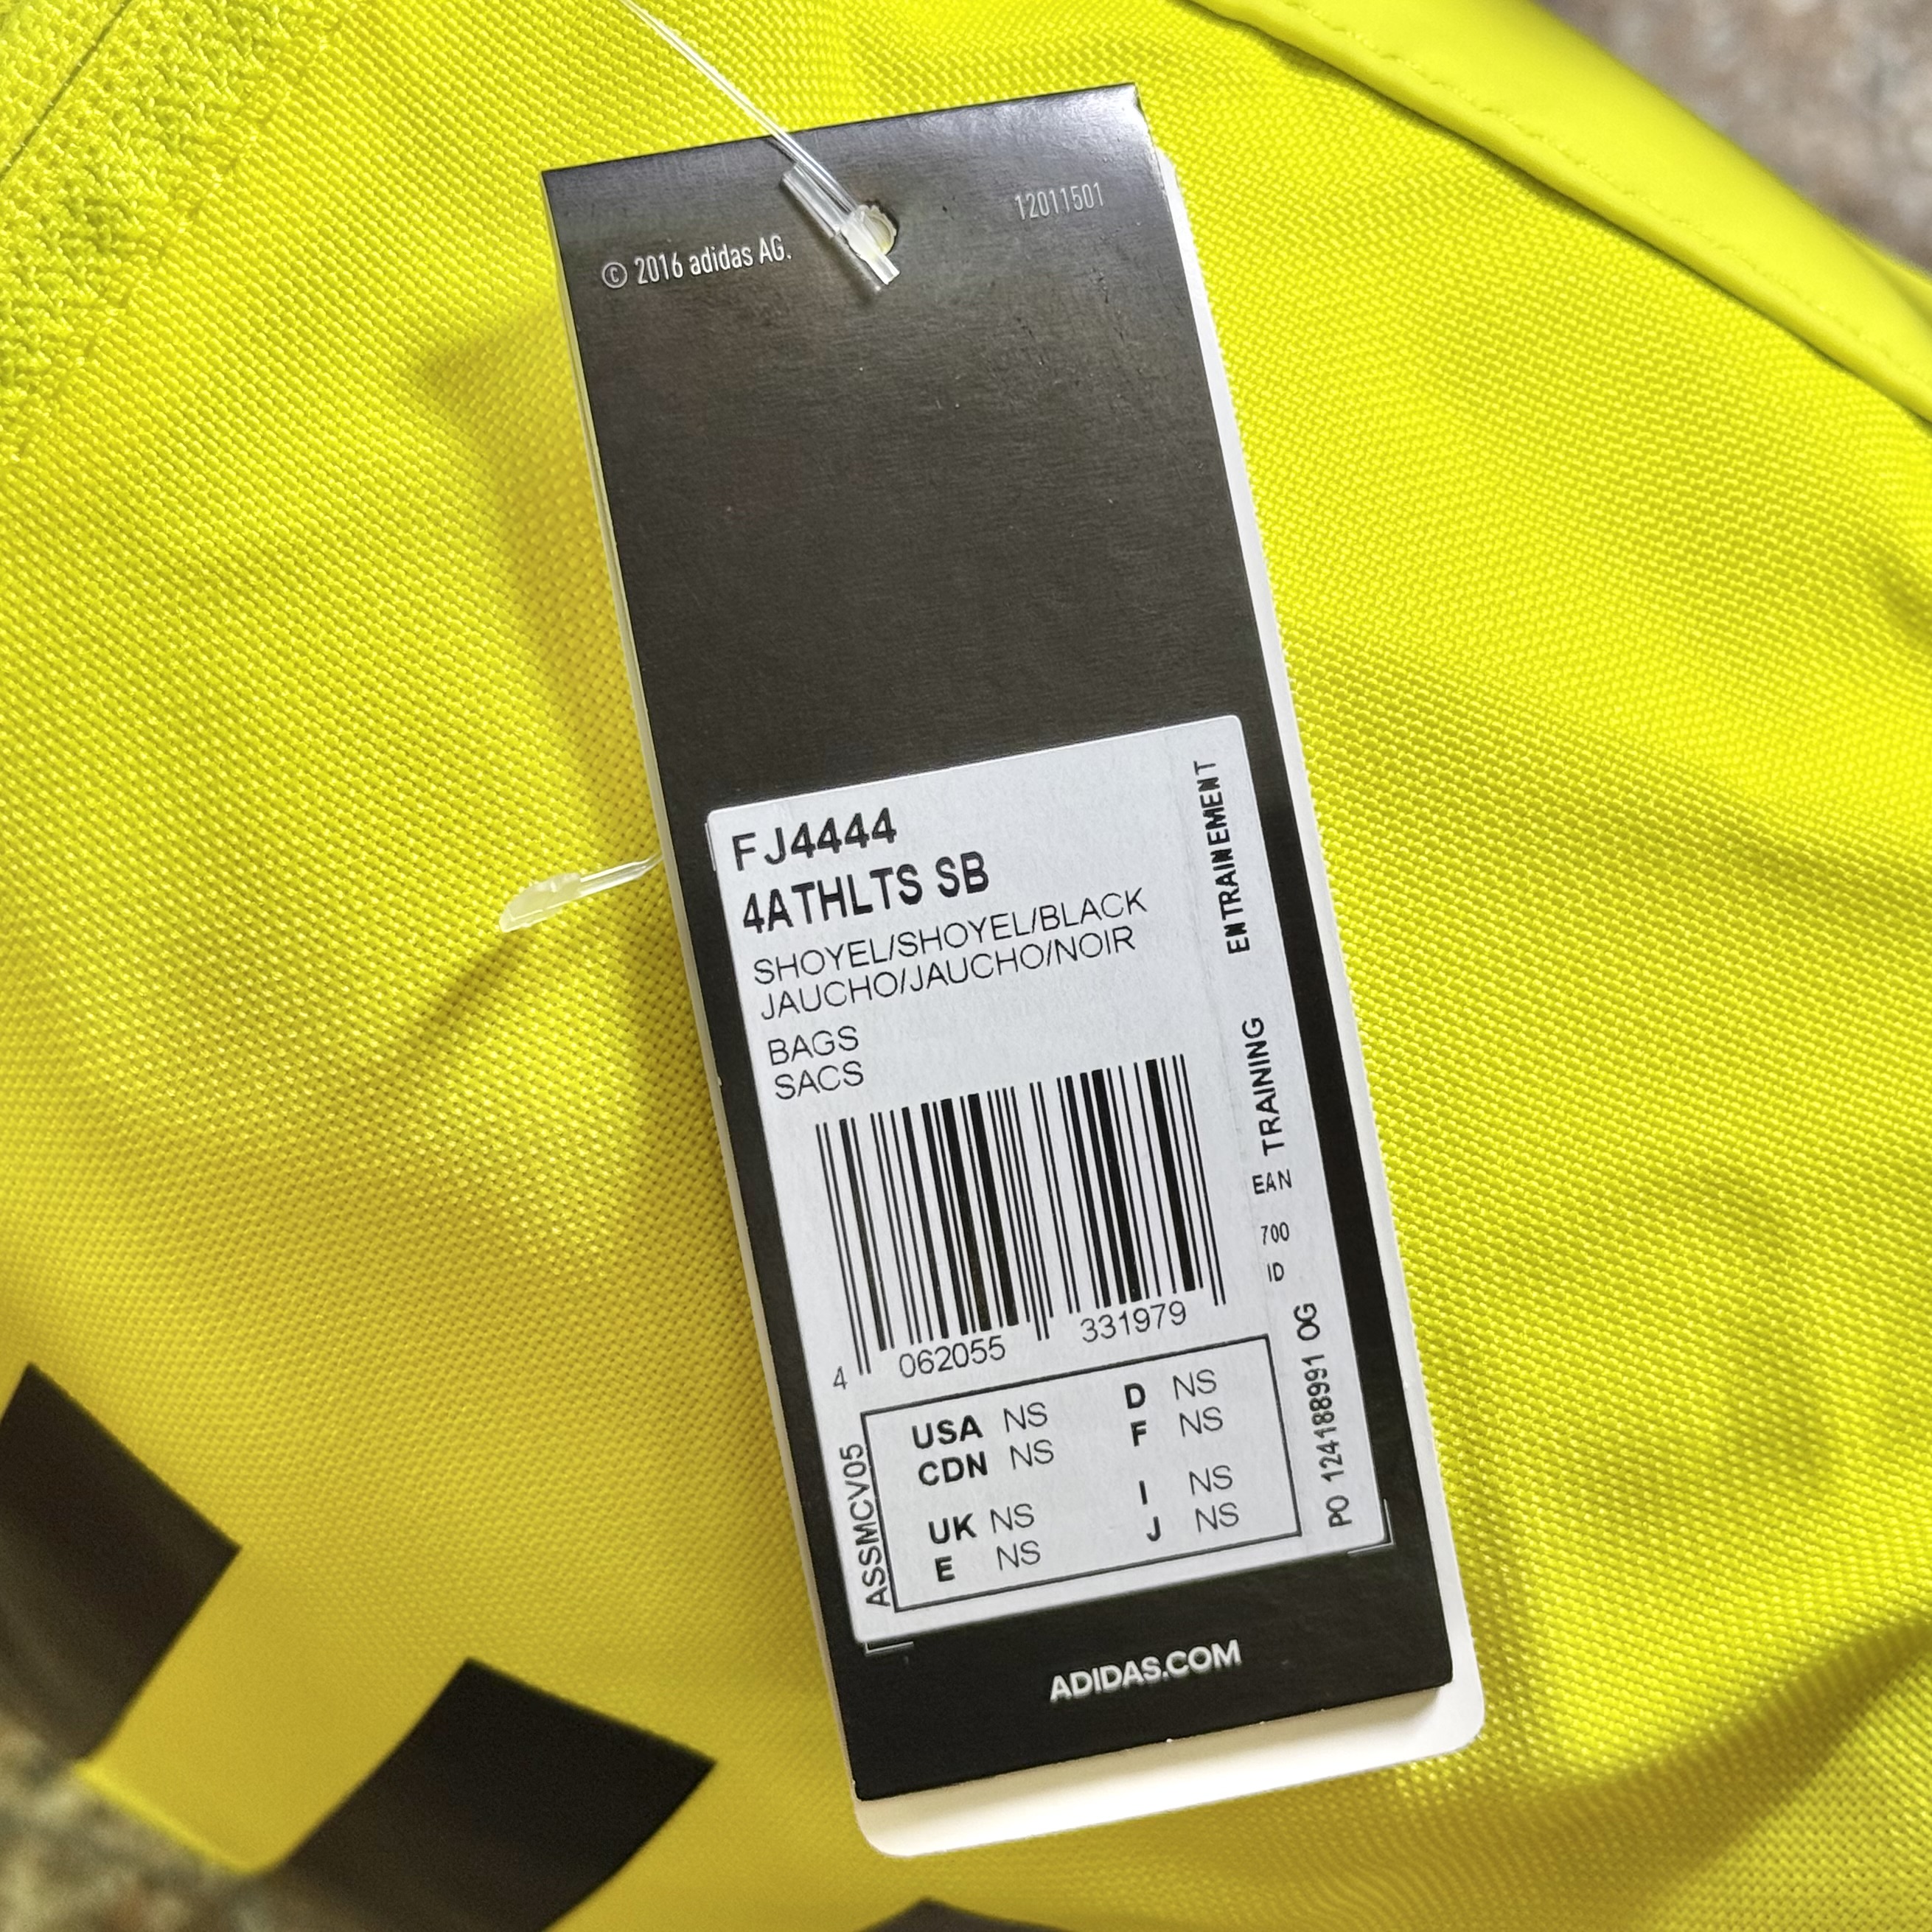 © 2016 adidas AG.
12011501
FJ4444
4ATHLTS SB
SHOYEL/SHOYEL/BLACK
JAUCHO/JAUCHO/NOIR
BAGS
SACS
ENTRAINEMENT
TRAINING
EAN
700
ID
PO 124188991 OG
4 062055 331979
ASSMCV05
USA NS D NS
CDN NS F NS
UK NS I NS
E NS J NS
ADIDAS.COM